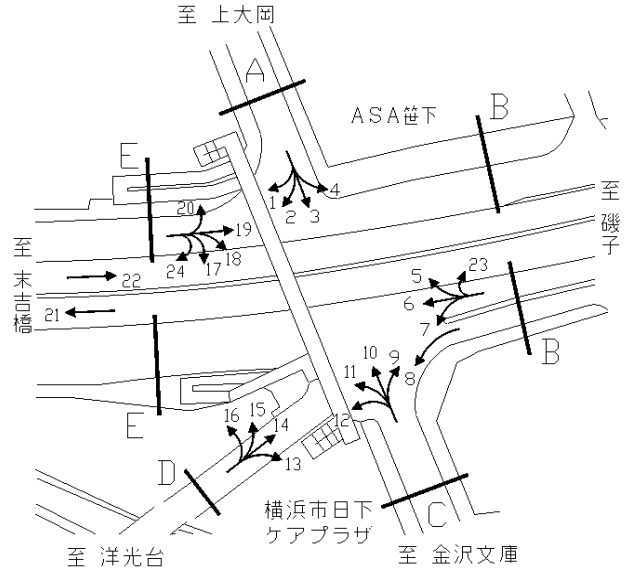 至 上大岡
A
ASA笹下
B
E
4
1
2
3
至
磯
子
20
19
至
末
吉
橋
18
24
17
22
5
23
6
21
7
10
9
B
11
8
12
E
16
15
14
13
D
横浜市日下
ケアプラザ
C
至 洋光台
至 金沢文庫